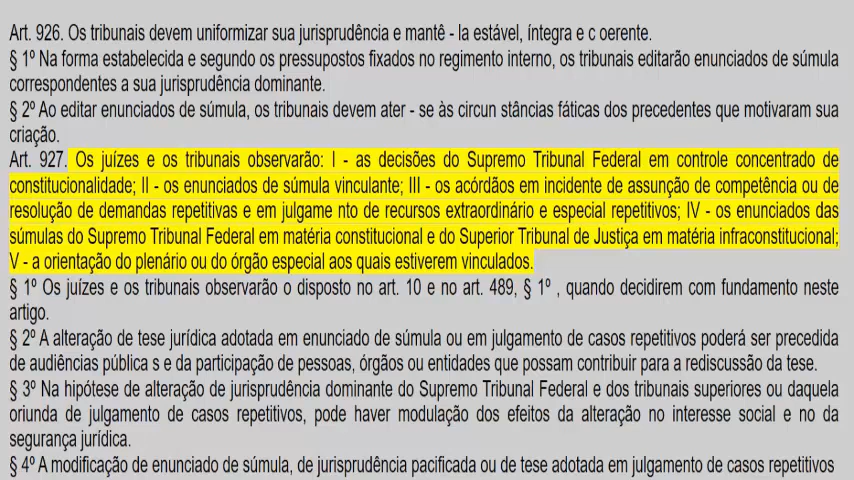 Art. 926. Os tribunais devem uniformizar sua jurisprudência e mantê - la estável, íntegra e c oerente.
§ 1º Na forma estabelecida e segundo os pressupostos fixados no regimento interno, os tribunais editarão enunciados de súmula
correspondentes a sua jurisprudência dominante.
§ 2º Ao editar enunciados de súmula, os tribunais devem ater - se às circun stâncias fáticas dos precedentes que motivaram sua
criação.
Art. 927. Os juízes e os tribunais observarão: I - as decisões do Supremo Tribunal Federal em controle concentrado de
constitucionalidade; II - os enunciados de súmula vinculante; III - os acórdãos em incidente de assunção de competência ou de
resolução de demandas repetitivas e em julgame nto de recursos extraordinário e especial repetitivos; IV - os enunciados das
súmulas do Supremo Tribunal Federal em matéria constitucional e do Superior Tribunal de Justiça em matéria infraconstitucional;
V - a orientação do plenário ou do órgão especial aos quais estiverem vinculados.
§ 1º Os juízes e os tribunais observarão o disposto no art. 10 e no art. 489, § 1º , quando decidirem com fundamento neste
artigo.
§ 2º A alteração de tese jurídica adotada em enunciado de súmula ou em julgamento de casos repetitivos poderá ser precedida
de audiências pública s e da participação de pessoas, órgãos ou entidades que possam contribuir para a rediscussão da tese.
§ 3º Na hipótese de alteração de jurisprudência dominante do Supremo Tribunal Federal e dos tribunais superiores ou daquela
oriunda de julgamento de casos repetitivos, pode haver modulação dos efeitos da alteração no interesse social e no da
segurança jurídica.
§ 4º A modificação de enunciado de súmula, de jurisprudência pacificada ou de tese adotada em julgamento de casos repetitivos